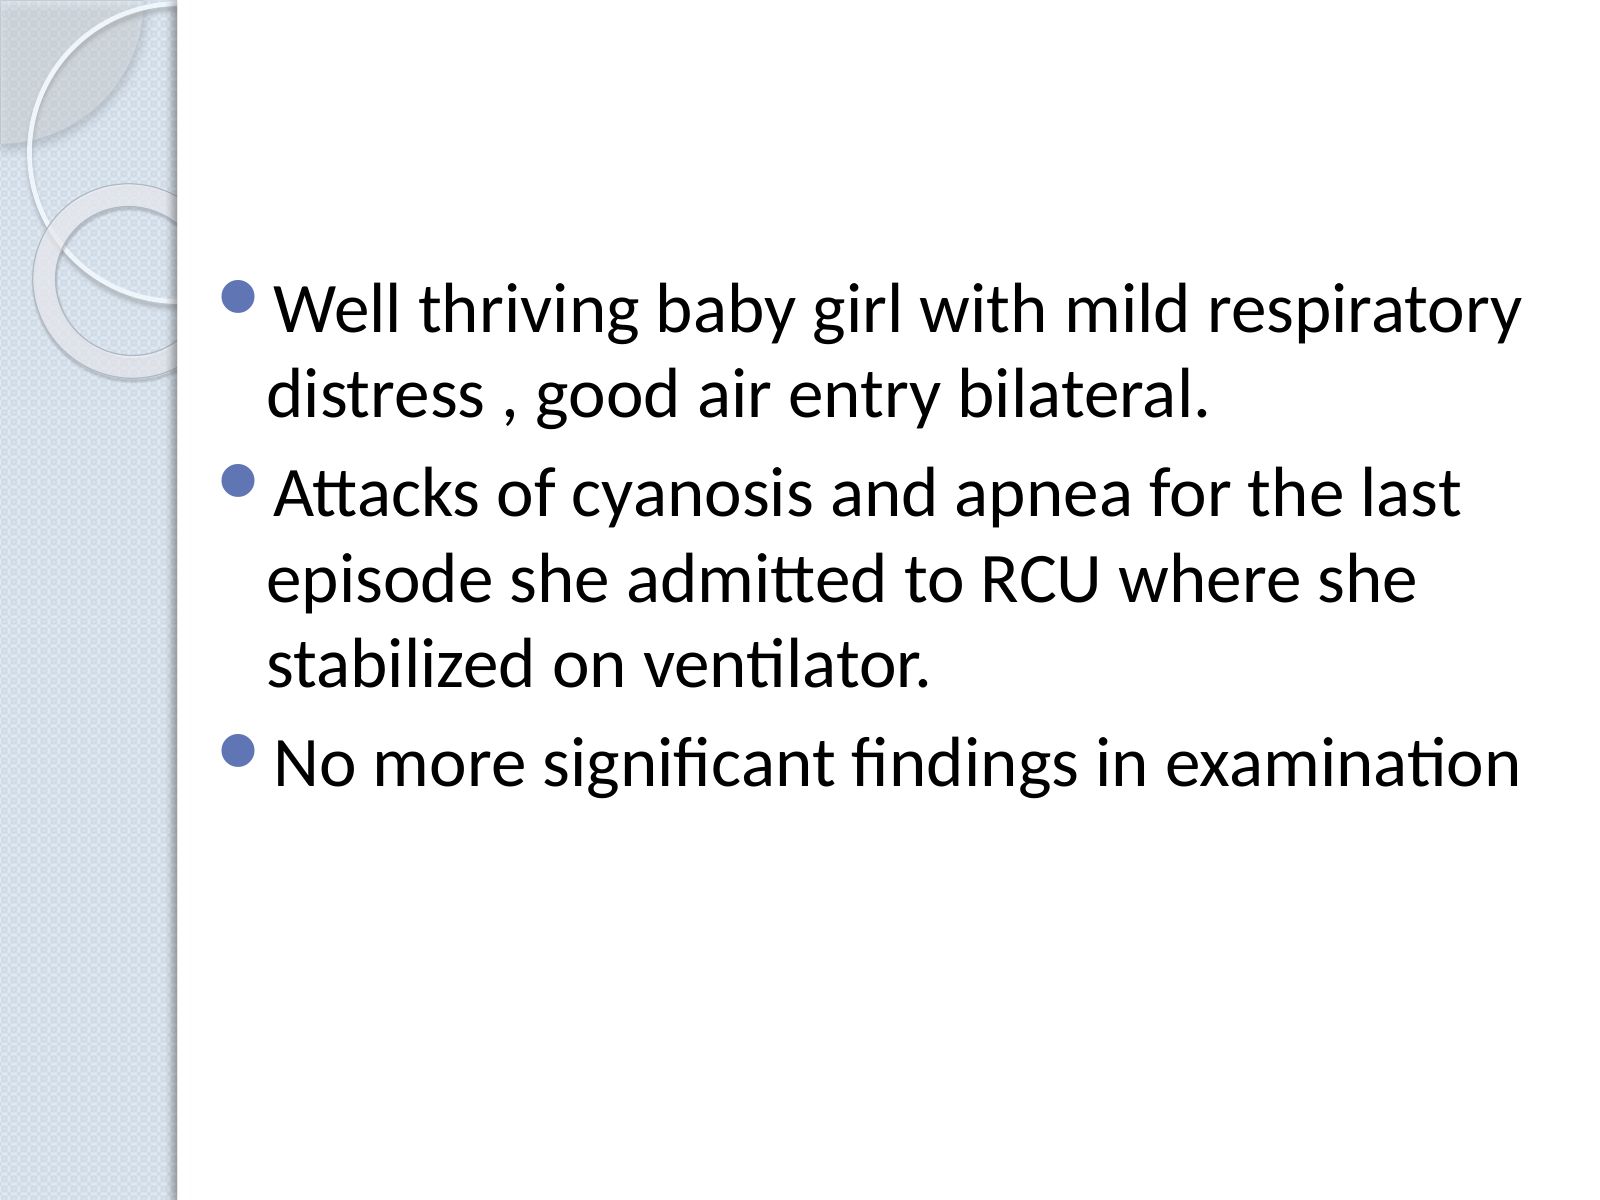 Well thriving baby girl with mild respiratory
distress , good air entry bilateral.
Attacks of cyanosis and apnea for the last
episode she admitted to RCU where she
stabilized on ventilator.
No more significant findings in examination